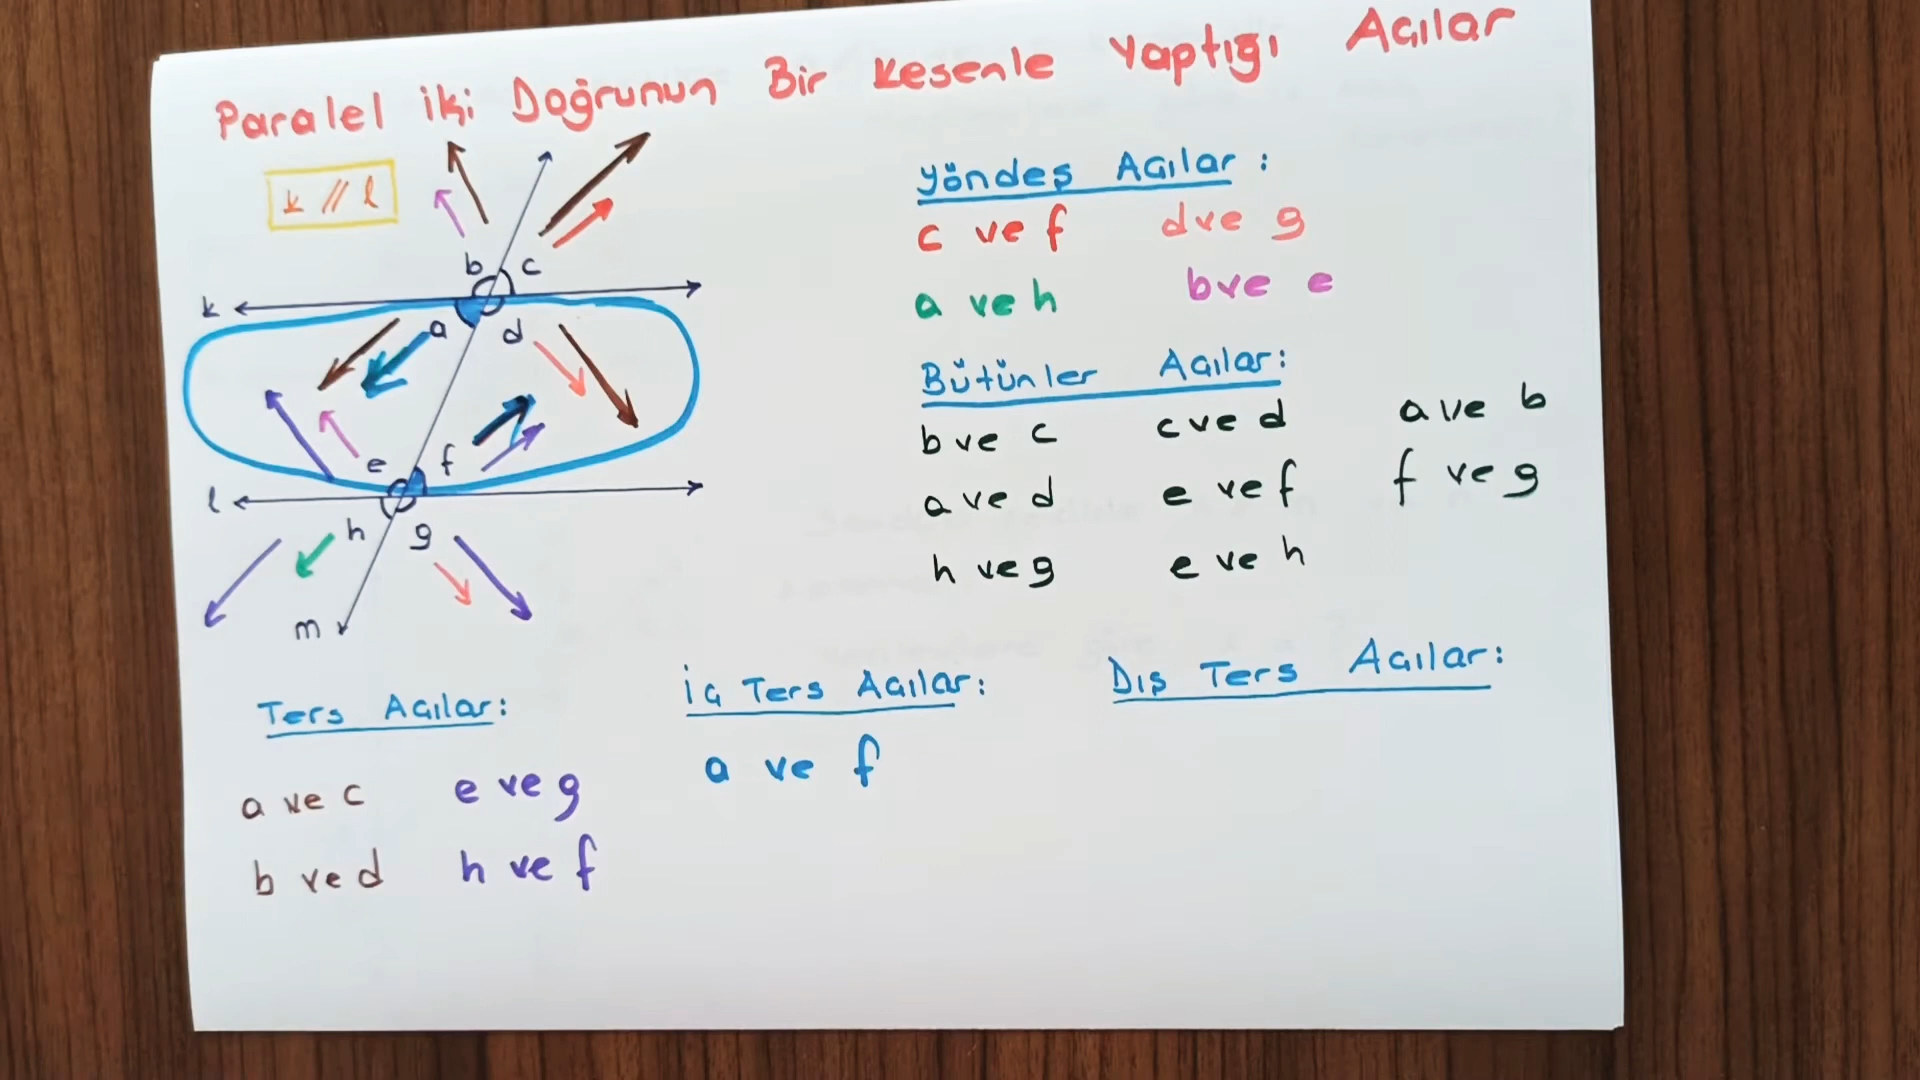 Paralel iki Doğrunun Bir Kesenle Yaptığı Açılar
k // l
b c
k
a d
e f
l
h g
m
Yöndeş Açılar :
c ve f d ve g
a ve h b ve e
Bütünler Açılar:
b ve c c ve d a ve b
a ve d e ve f f ve g
h ve g e ve h
Ters Açılar:
a ve c e ve g
b ve d h ve f
İç Ters Açılar:
a ve f
Dış Ters Açılar: